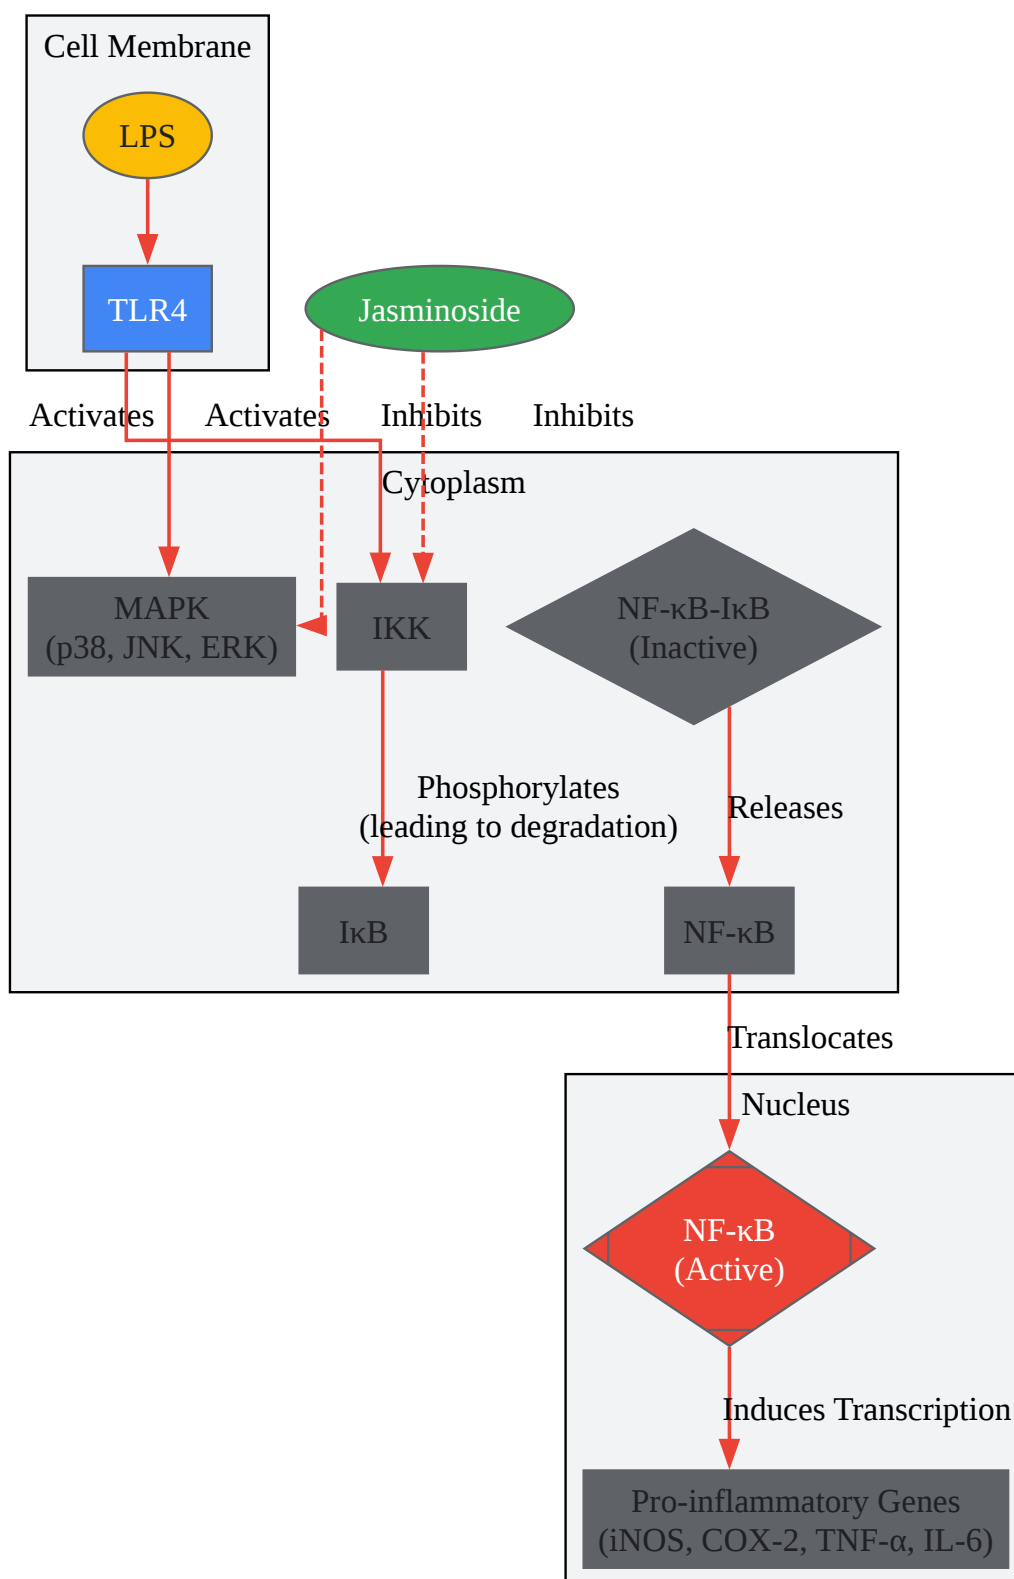 Cell Membrane
LPS
TLR4
Jasminoside
Activates
Activates
Inhibits
Inhibits
Cytoplasm
MAPK
(p38, JNK, ERK)
IKK
NF-κB-IκB
(Inactive)
Phosphorylates
(leading to degradation)
Releases
IκB
NF-κB
Translocates
Nucleus
NF-κB
(Active)
Induces Transcription
Pro-inflammatory Genes
(iNOS, COX-2, TNF-α, IL-6)